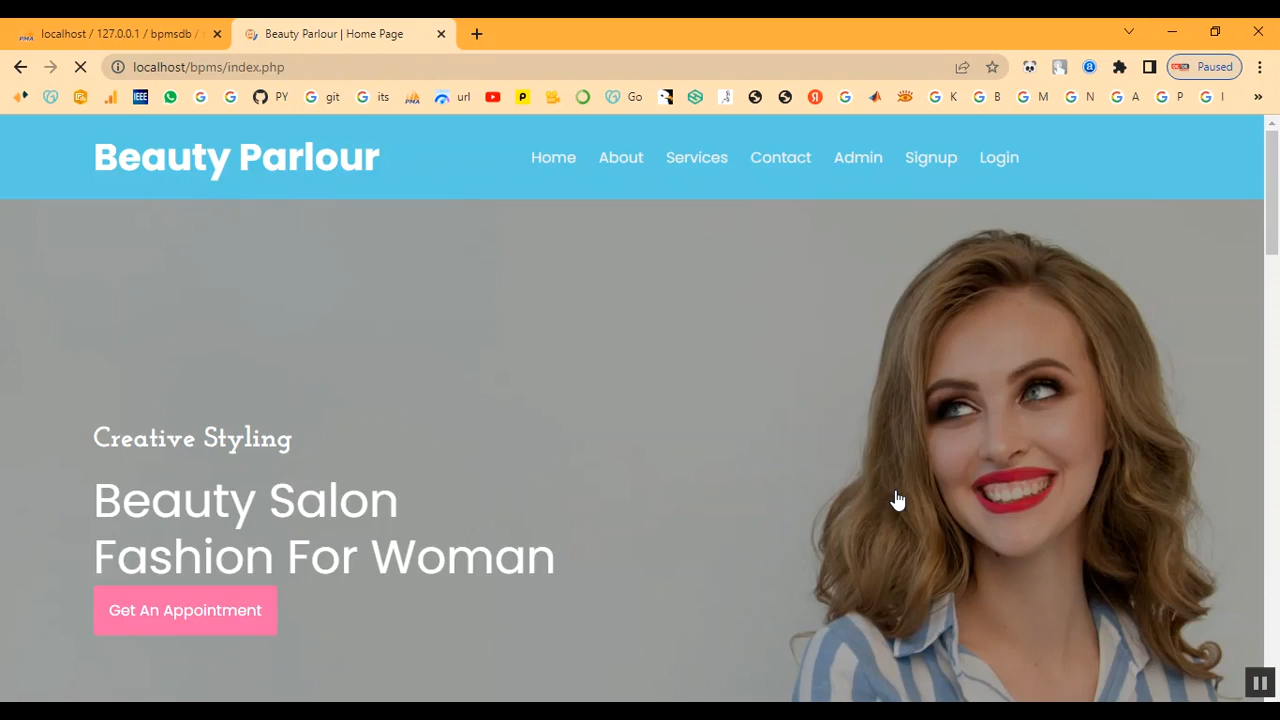 localhost / 127.0.0.1 / bpmsdb /
Beauty Parlour | Home Page
localhost/bpms/index.php
Paused
IEEE
PY
git
its
PMA
url
Go
K
B
M
N
A
P
I
»
Beauty Parlour
Home About Services Contact Admin Signup Login
Creative Styling
Beauty Salon
Fashion For Woman
Get An Appointment